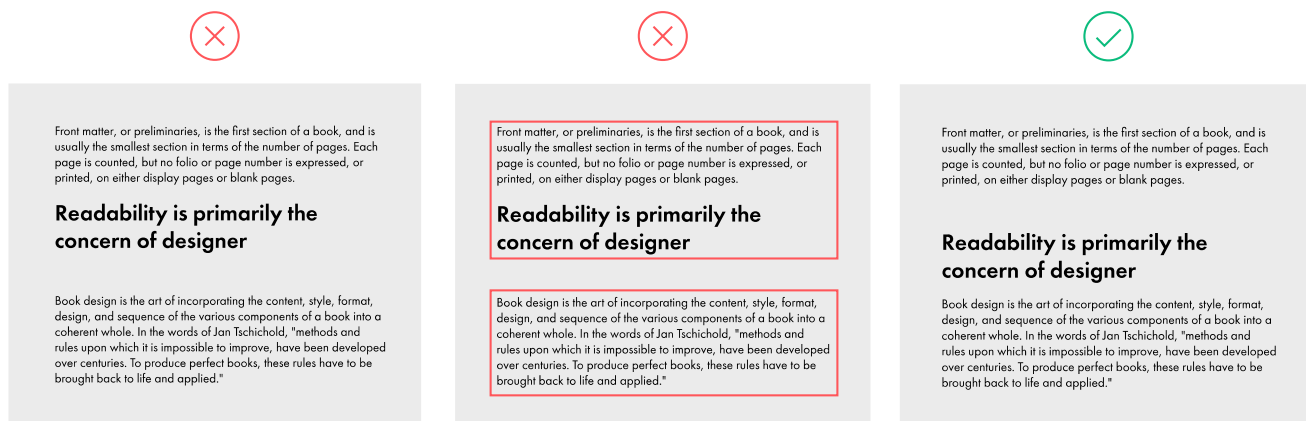 Front matter, or preliminaries, is the first section of a book, and is
usually the smallest section in terms of the number of pages. Each
page is counted, but no folio or page number is expressed, or
printed, on either display pages or blank pages.
Readability is primarily the
concern of designer
Book design is the art of incorporating the content, style, format,
design, and sequence of the various components of a book into a
coherent whole. In the words of Jan Tschichold, "methods and
rules upon which it is impossible to improve, have been developed
over centuries. To produce perfect books, these rules have to be
brought back to life and applied."
Front matter, or preliminaries, is the first section of a book, and is
usually the smallest section in terms of the number of pages. Each
page is counted, but no folio or page number is expressed, or
printed, on either display pages or blank pages.
Readability is primarily the
concern of designer
Book design is the art of incorporating the content, style, format,
design, and sequence of the various components of a book into a
coherent whole. In the words of Jan Tschichold, "methods and
rules upon which it is impossible to improve, have been developed
over centuries. To produce perfect books, these rules have to be
brought back to life and applied."
Front matter, or preliminaries, is the first section of a book, and is
usually the smallest section in terms of the number of pages. Each
page is counted, but no folio or page number is expressed, or
printed, on either display pages or blank pages.
Readability is primarily the
concern of designer
Book design is the art of incorporating the content, style, format,
design, and sequence of the various components of a book into a
coherent whole. In the words of Jan Tschichold, "methods and
rules upon which it is impossible to improve, have been developed
over centuries. To produce perfect books, these rules have to be
brought back to life and applied."